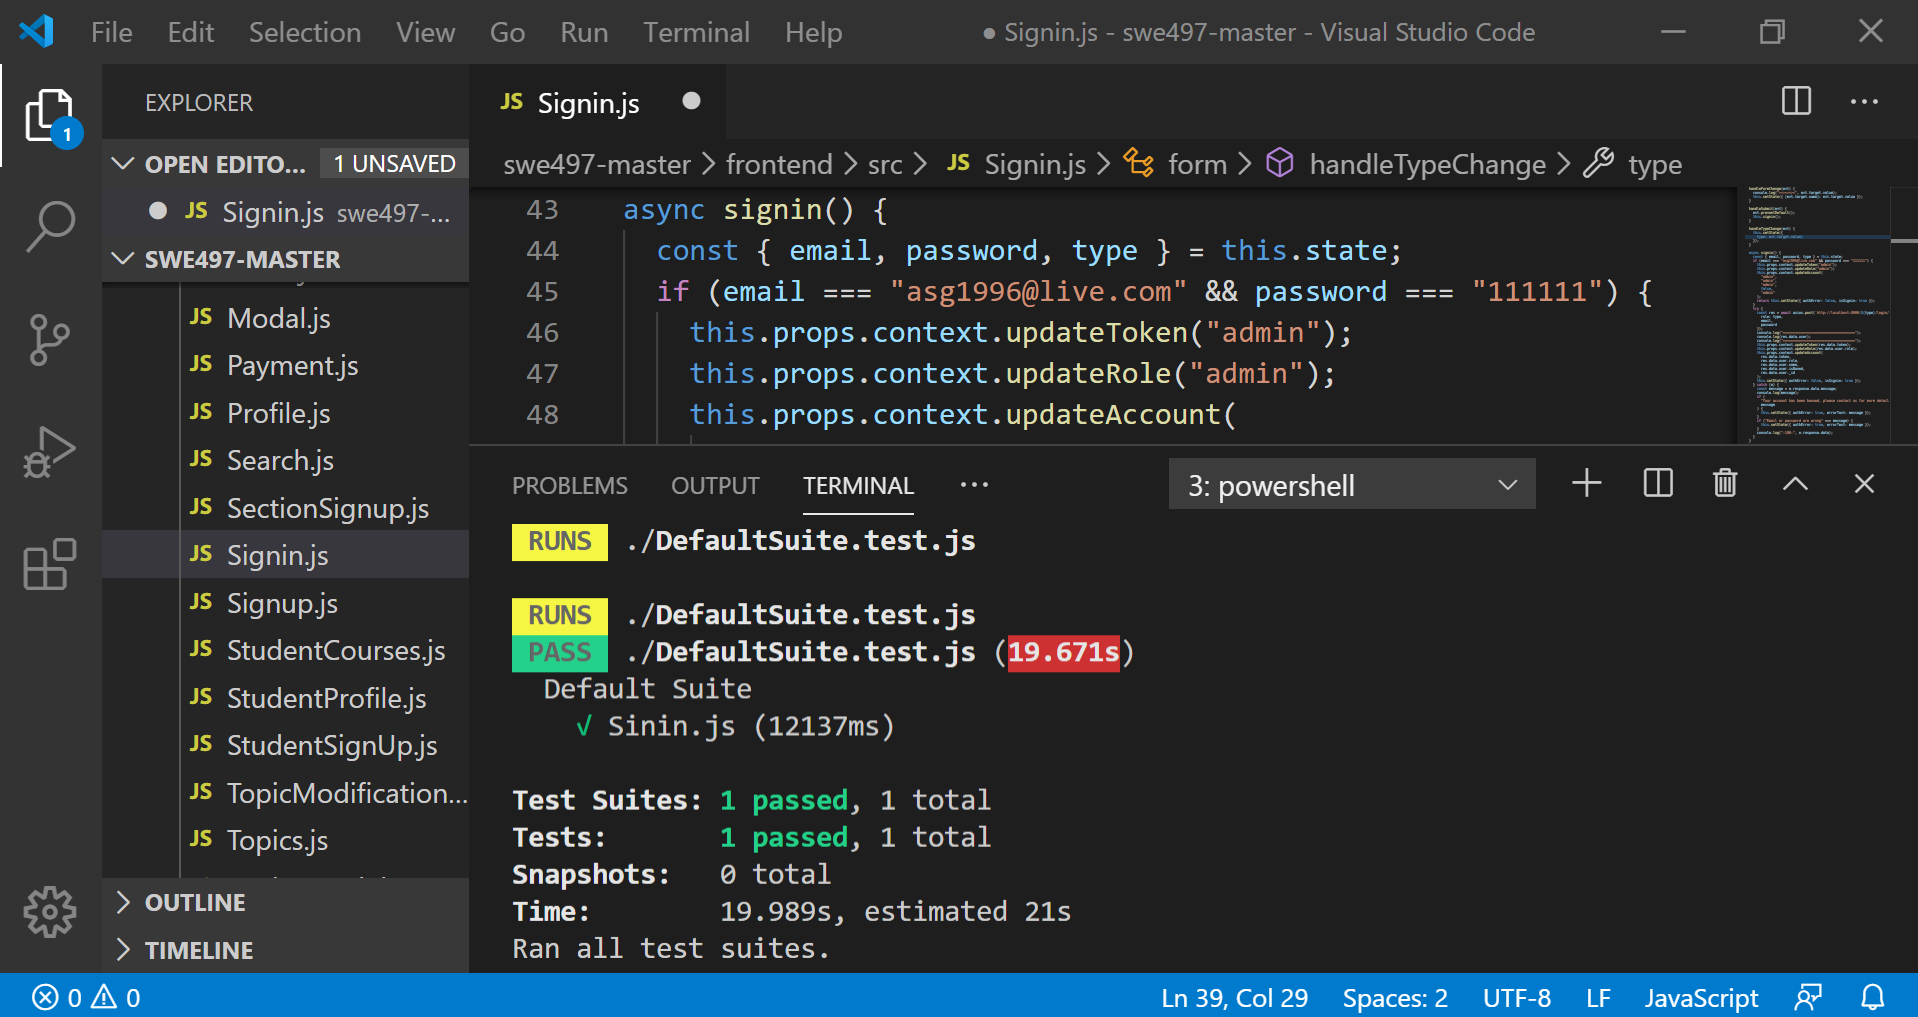 File Edit Selection View Go Run Terminal Help ● Signin.js - swe497-master - Visual Studio Code
EXPLORER
JS Signin.js
1
OPEN EDITO... 1 UNSAVED
JS Signin.js swe497-...
SWE497-MASTER
JS Modal.js
JS Payment.js
JS Profile.js
JS Search.js
JS SectionSignup.js
JS Signin.js
JS Signup.js
JS StudentCourses.js
JS StudentProfile.js
JS StudentSignUp.js
JS TopicModification...
JS Topics.js
OUTLINE
TIMELINE
swe497-master > frontend > src > JS Signin.js > form > handleTypeChange > type
43 async signin() {
44 const { email, password, type } = this.state;
45 if (email === "asg1996@live.com" && password === "111111") {
46 this.props.context.updateToken("admin");
47 this.props.context.updateRole("admin");
48 this.props.context.updateAccount(
PROBLEMS OUTPUT TERMINAL ... 3: powershell
RUNS ./DefaultSuite.test.js
RUNS ./DefaultSuite.test.js
PASS ./DefaultSuite.test.js (19.671s)
Default Suite
√ Sinin.js (12137ms)
Test Suites: 1 passed, 1 total
Tests: 1 passed, 1 total
Snapshots: 0 total
Time: 19.989s, estimated 21s
Ran all test suites.
0 0 Ln 39, Col 29 Spaces: 2 UTF-8 LF JavaScript